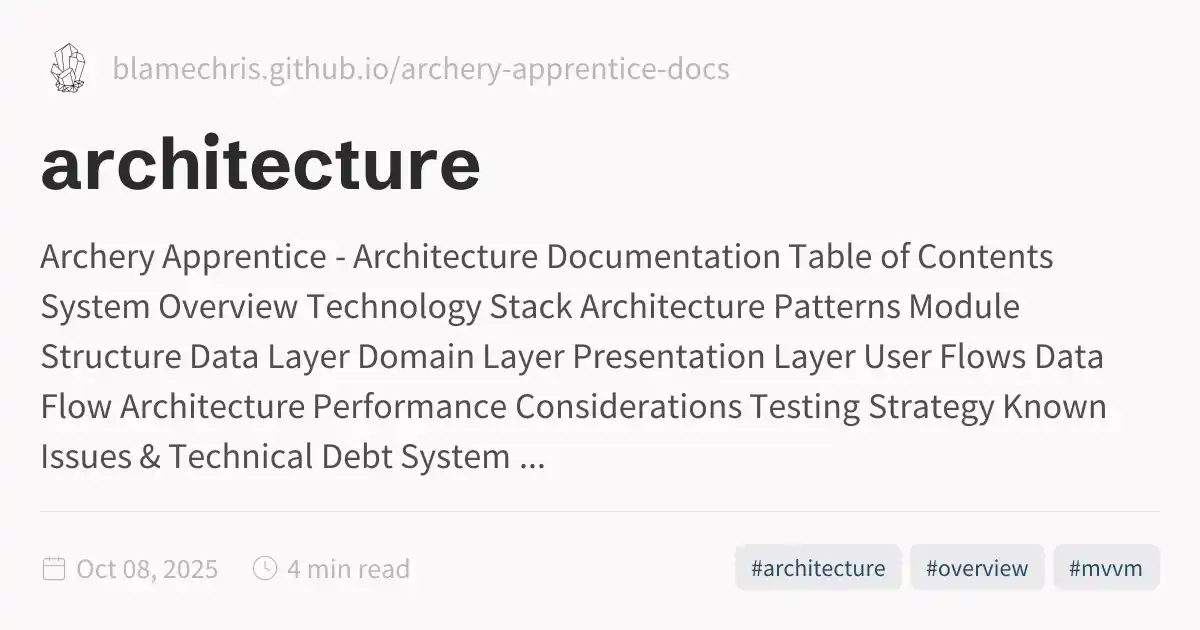 blamechris.github.io/archery-apprentice-docs
architecture
Archery Apprentice - Architecture Documentation Table of Contents
System Overview Technology Stack Architecture Patterns Module
Structure Data Layer Domain Layer Presentation Layer User Flows Data
Flow Architecture Performance Considerations Testing Strategy Known
Issues & Technical Debt System ...
Oct 08, 2025 4 min read #architecture #overview #mvvm